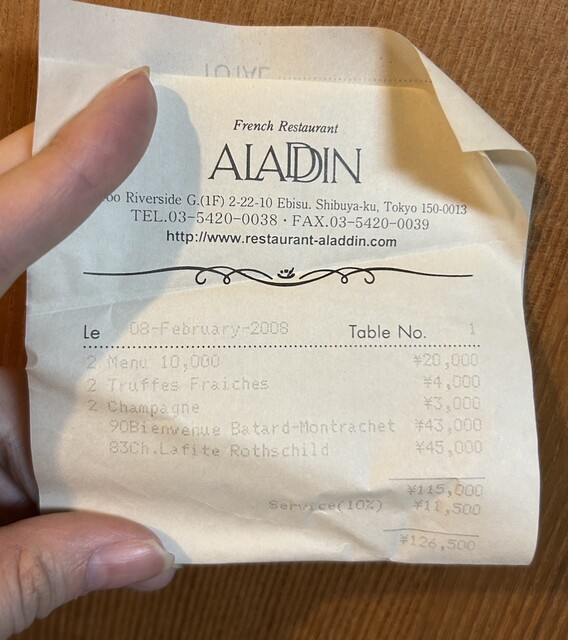 TOTAL
French Restaurant
ALADDIN
Riverside G.(1F) 2-22-10 Ebisu. Shibuya-ku, Tokyo 150-0013
TEL.03-5420-0038・FAX.03-5420-0039
http://www.restaurant-aladdin.com
Le 08-February-2008 Table No. 1
2 Menu 10,000 ¥20,000
2 Truffes Fraiches ¥4,000
2 Champagne ¥3,000
90Bienvenue Batard-Montrachet ¥43,000
83Ch.Lafite Rothschild ¥45,000
¥115,000
Service(10%) ¥11,500
¥126,500